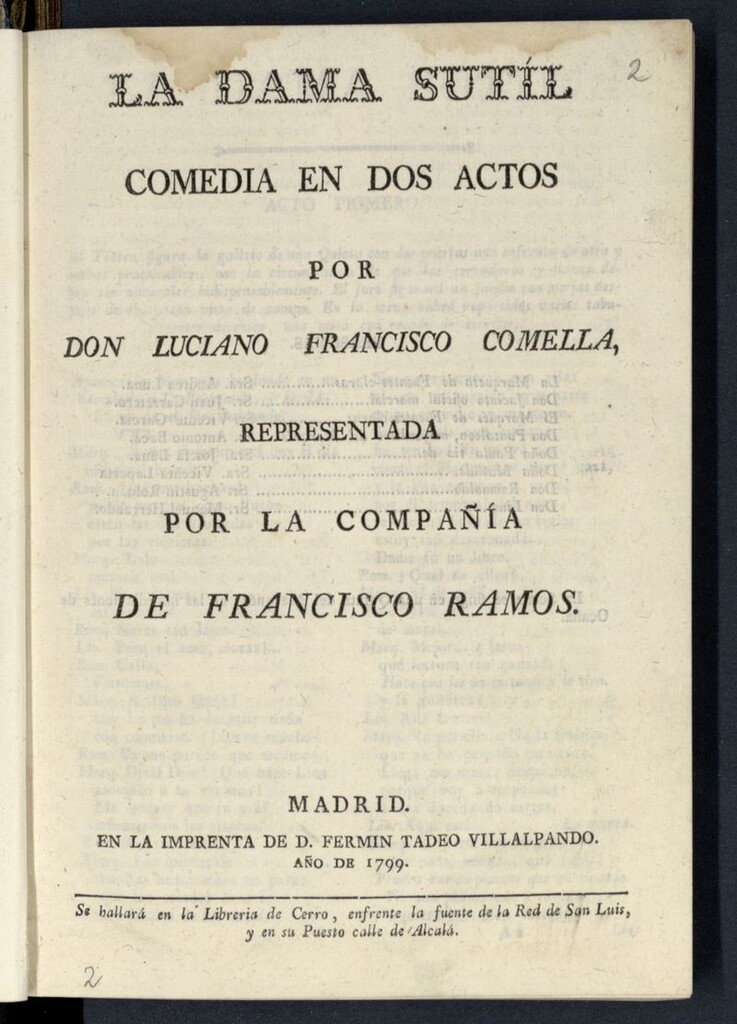 LA DAMA SUTÍL
2
COMEDIA EN DOS ACTOS
POR
DON LUCIANO FRANCISCO COMELLA,
REPRESENTADA
POR LA COMPAÑÍA
DE FRANCISCO RAMOS.
MADRID.
EN LA IMPRENTA DE D. FERMIN TADEO VILLALPANDO.
AÑO DE 1799.
Se hallará en la Libreria de Cerro, enfrente la fuente de la Red de San Luis,
y en su Puesto calle de Alcalá.
2